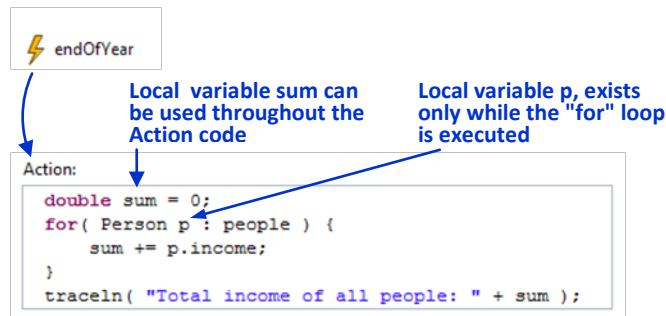 endOfYear
Local variable sum can
be used throughout the
Action code
Local variable p, exists
only while the "for" loop
is executed
Action:
double sum = 0;
for( Person p : people ) {
sum += p.income;
}
traceln( "Total income of all people: " + sum );